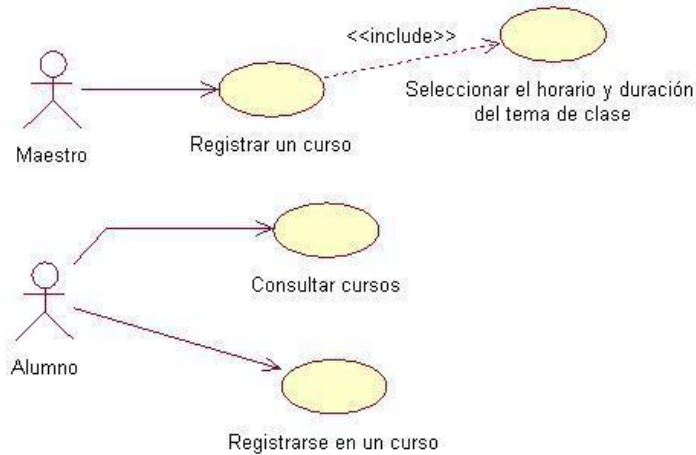 <<include>>
Seleccionar el horario y duración
del tema de clase
Maestro
Registrar un curso
Consultar cursos
Alumno
Registrarse en un curso